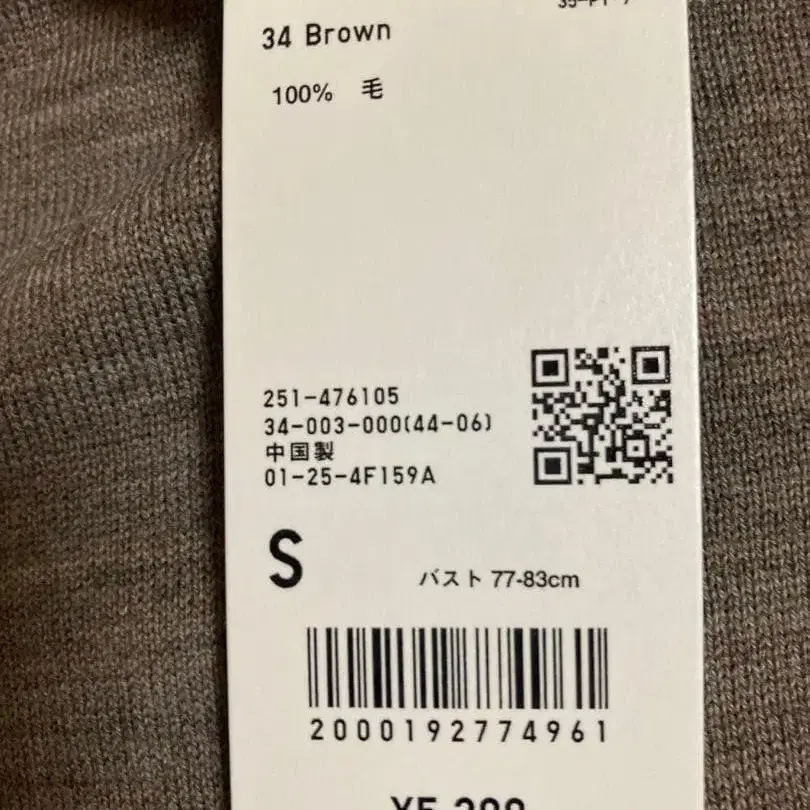 34 Brown
100% 毛
251-476105
34-003-000(44-06)
中国製
01-25-4F159A
S
バスト 77-83cm
2000192774961